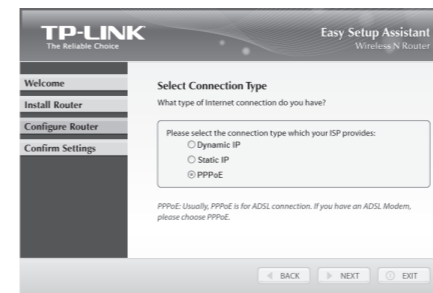 TP-LINK
The Reliable Choice
Easy Setup Assistant
Wireless N Router
Welcome
Install Router
Configure Router
Confirm Settings
Select Connection Type
What type of Internet connection do you have?
Please select the connection type which your ISP provides:
Dynamic IP
Static IP
PPPoE
PPPoE: Usually, PPPoE is for ADSL connection. If you have an ADSL Modem,
please choose PPPoE.
BACK
NEXT
EXIT